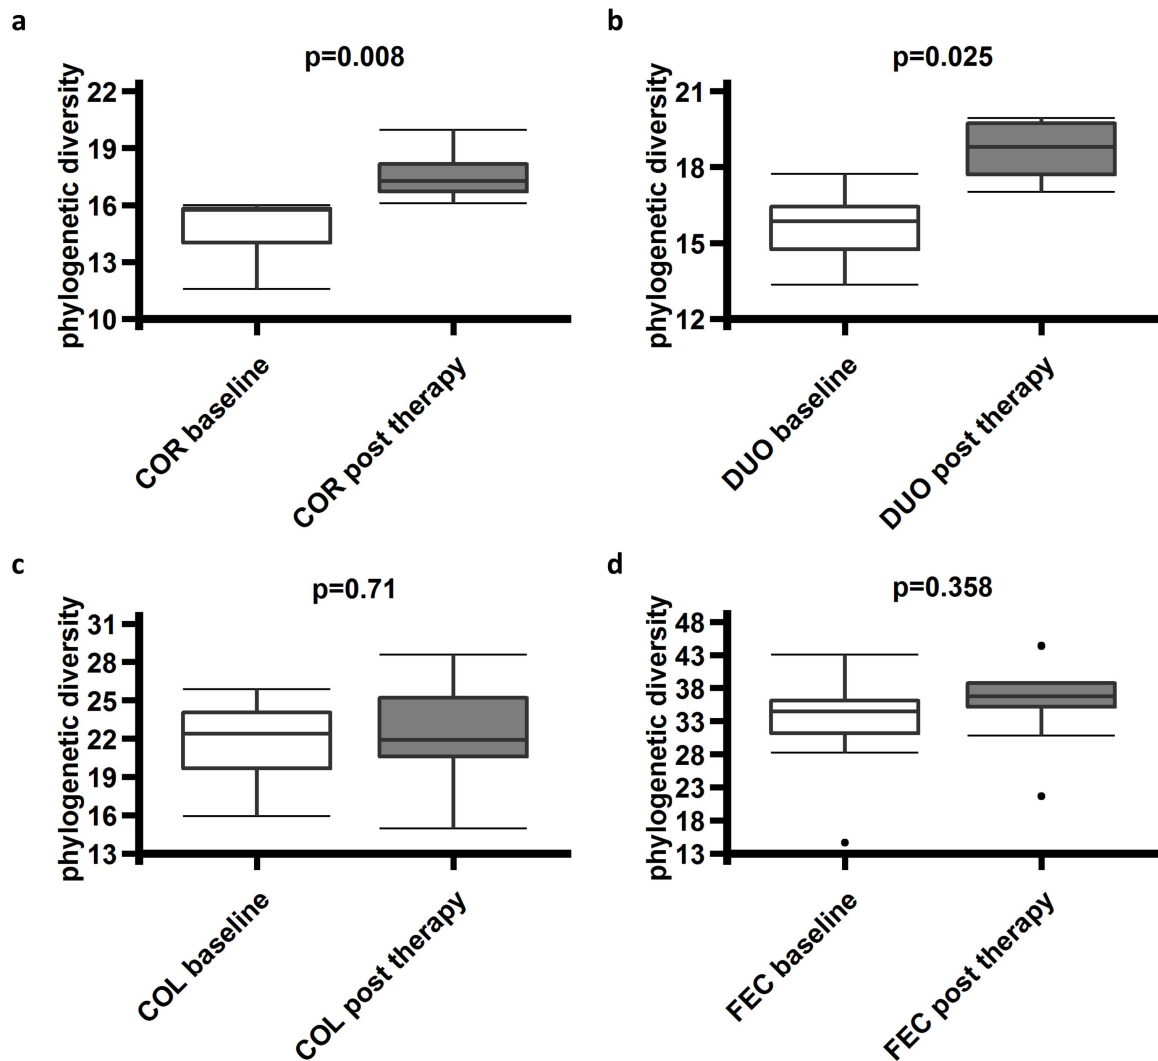 a
p=0.008
phylogenetic diversity
22
19
16
13
10
COR baseline
COR post therapy
b
p=0.025
phylogenetic diversity
21
18
15
12
DUO baseline
DUO post therapy
c
p=0.71
phylogenetic diversity
31
28
25
22
19
16
13
COL baseline
COL post therapy
d
p=0.358
phylogenetic diversity
48
43
38
33
28
23
18
13
FEC baseline
FEC post therapy